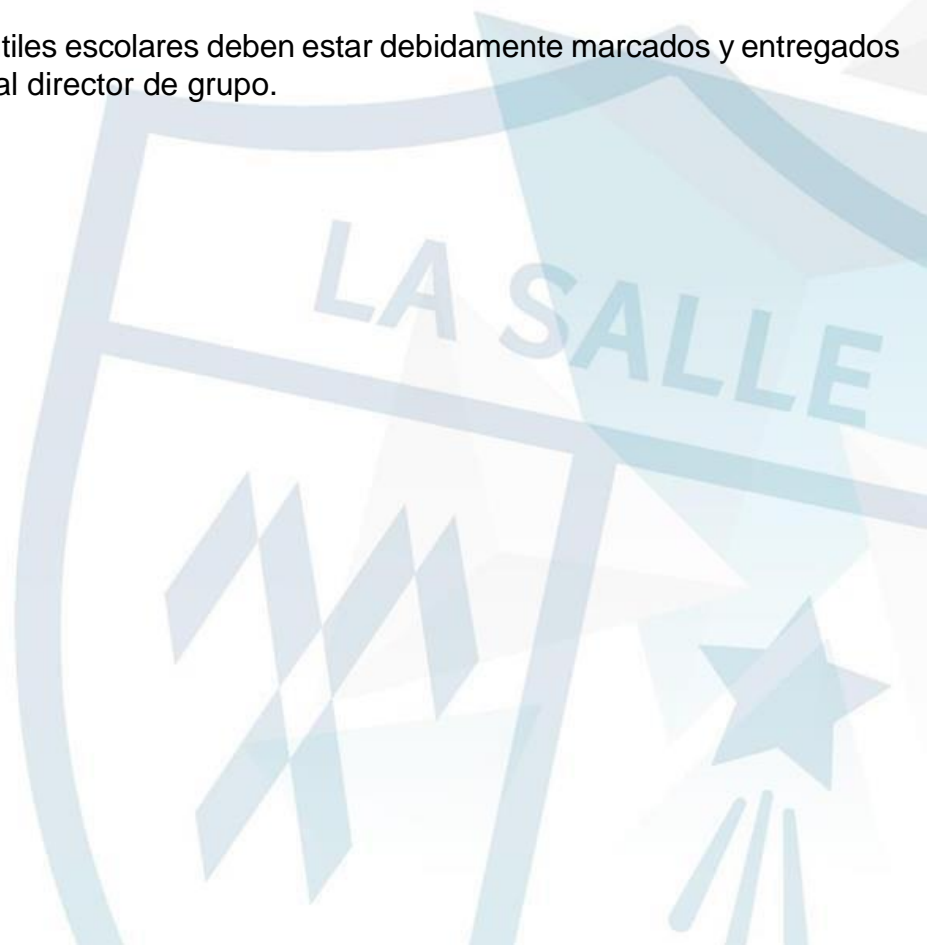 tiles escolares deben estar debidamente marcados y entregados
al director de grupo.
LA SALLE